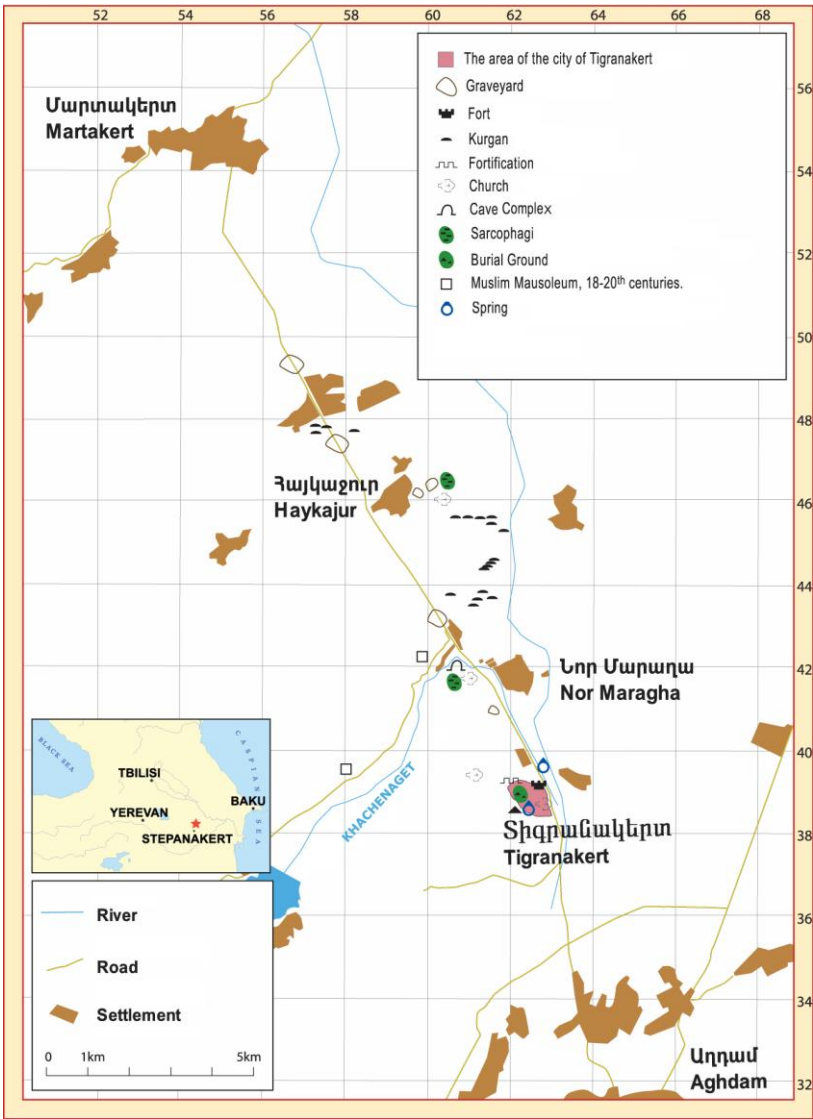 52 54 56 58 60 62 64 66 68
The area of the city of Tigranakert
Graveyard
Fort
Kurgan
Fortification
Church
Cave Complex
Sarcophagi
Burial Ground
Muslim Mausoleum, 18-20th centuries.
Spring
56
54
52
50
48
46
44
42
40
38
36
34
32
Մարտակերտ
Martakert
Հայկաջուր
Haykajur
Նոր Մարաղա
Nor Maragha
KHACHENAGET
Տիգրանակերտ
Tigranakert
Աղդամ
Aghdam
BLACK SEA
CASPIAN SEA
TBILISI
YEREVAN
BAKU
STEPANAKERT
River
Road
Settlement
0 1km 5km